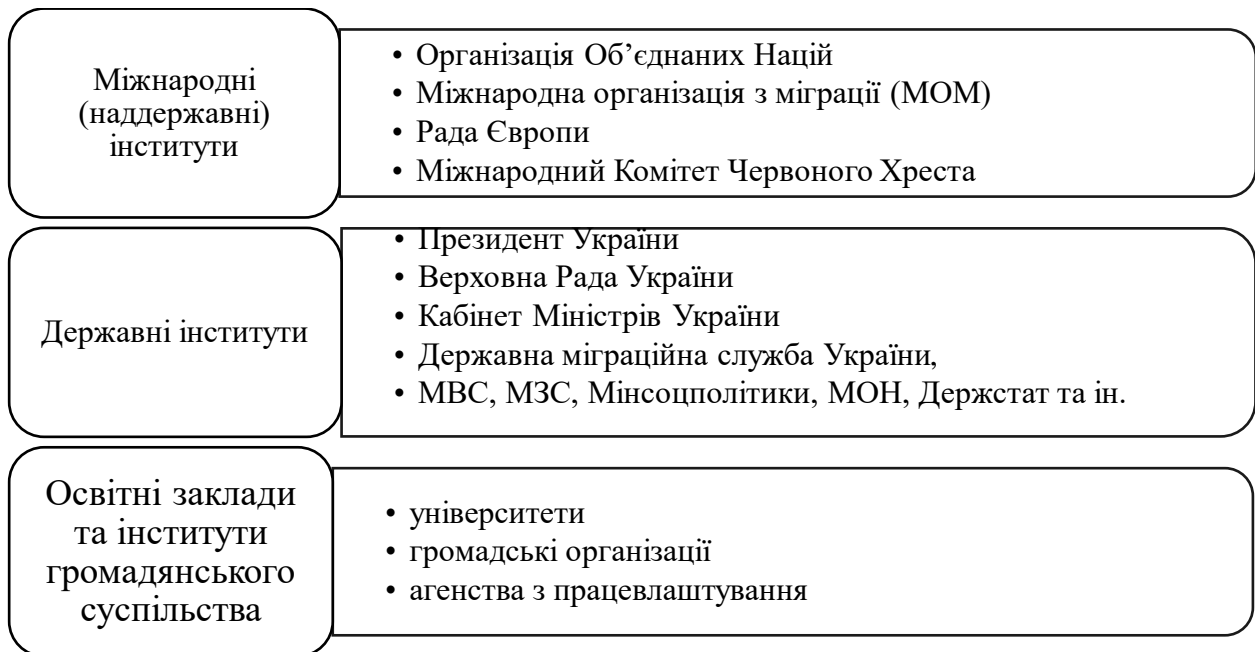 Міжнародні
(наддержавні)
інститути
• Організація Об’єднаних Націй
• Міжнародна організація з міграції (МОМ)
• Рада Європи
• Міжнародний Комітет Червоного Хреста
Державні інститути
• Президент України
• Верховна Рада України
• Кабінет Міністрів України
• Державна міграційна служба України,
• МВС, МЗС, Мінсоцполітики, МОН, Держстат та ін.
Освітні заклади
та інститути
громадянського
суспільства
• університети
• громадські організації
• агенства з працевлаштування